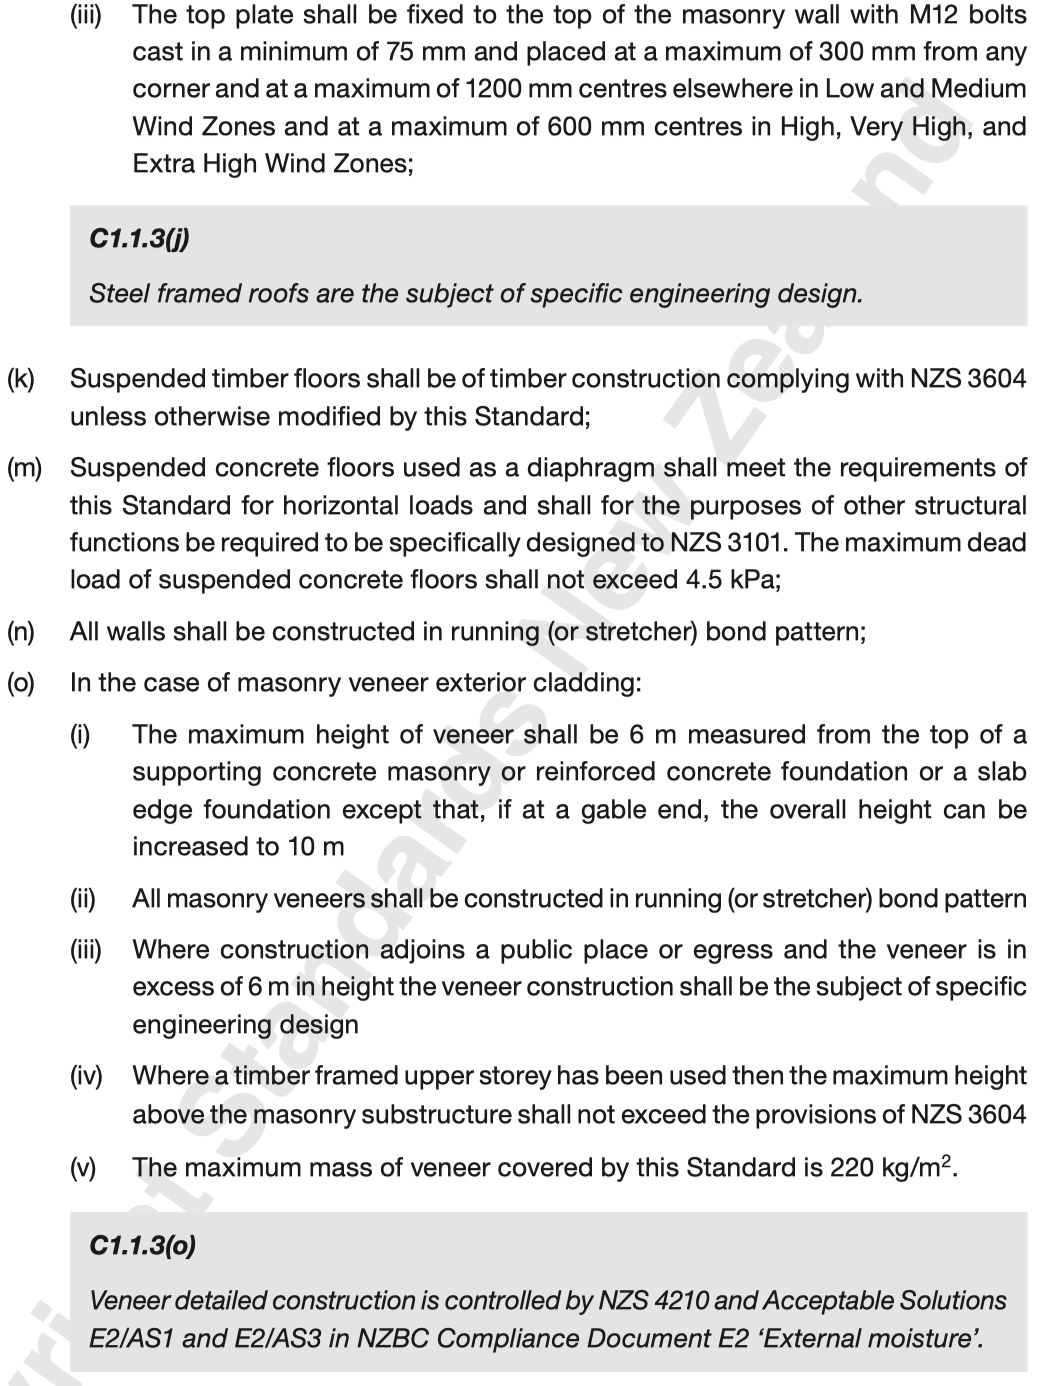 (iii) The top plate shall be fixed to the top of the masonry wall with M12 bolts
cast in a minimum of 75 mm and placed at a maximum of 300 mm from any
corner and at a maximum of 1200 mm centres elsewhere in Low and Medium
Wind Zones and at a maximum of 600 mm centres in High, Very High, and
Extra High Wind Zones;
C1.1.3(j)
Steel framed roofs are the subject of specific engineering design.
(k) Suspended timber floors shall be of timber construction complying with NZS 3604
unless otherwise modified by this Standard;
(m) Suspended concrete floors used as a diaphragm shall meet the requirements of
this Standard for horizontal loads and shall for the purposes of other structural
functions be required to be specifically designed to NZS 3101. The maximum dead
load of suspended concrete floors shall not exceed 4.5 kPa;
(n) All walls shall be constructed in running (or stretcher) bond pattern;
(o) In the case of masonry veneer exterior cladding:
(i) The maximum height of veneer shall be 6 m measured from the top of a
supporting concrete masonry or reinforced concrete foundation or a slab
edge foundation except that, if at a gable end, the overall height can be
increased to 10 m
(ii) All masonry veneers shall be constructed in running (or stretcher) bond pattern
(iii) Where construction adjoins a public place or egress and the veneer is in
excess of 6 m in height the veneer construction shall be the subject of specific
engineering design
(iv) Where a timber framed upper storey has been used then the maximum height
above the masonry substructure shall not exceed the provisions of NZS 3604
(v) The maximum mass of veneer covered by this Standard is 220 kg/m².
C1.1.3(o)
Veneer detailed construction is controlled by NZS 4210 and Acceptable Solutions
E2/AS1 and E2/AS3 in NZBC Compliance Document E2 ‘External moisture’.
Standards New Zealand